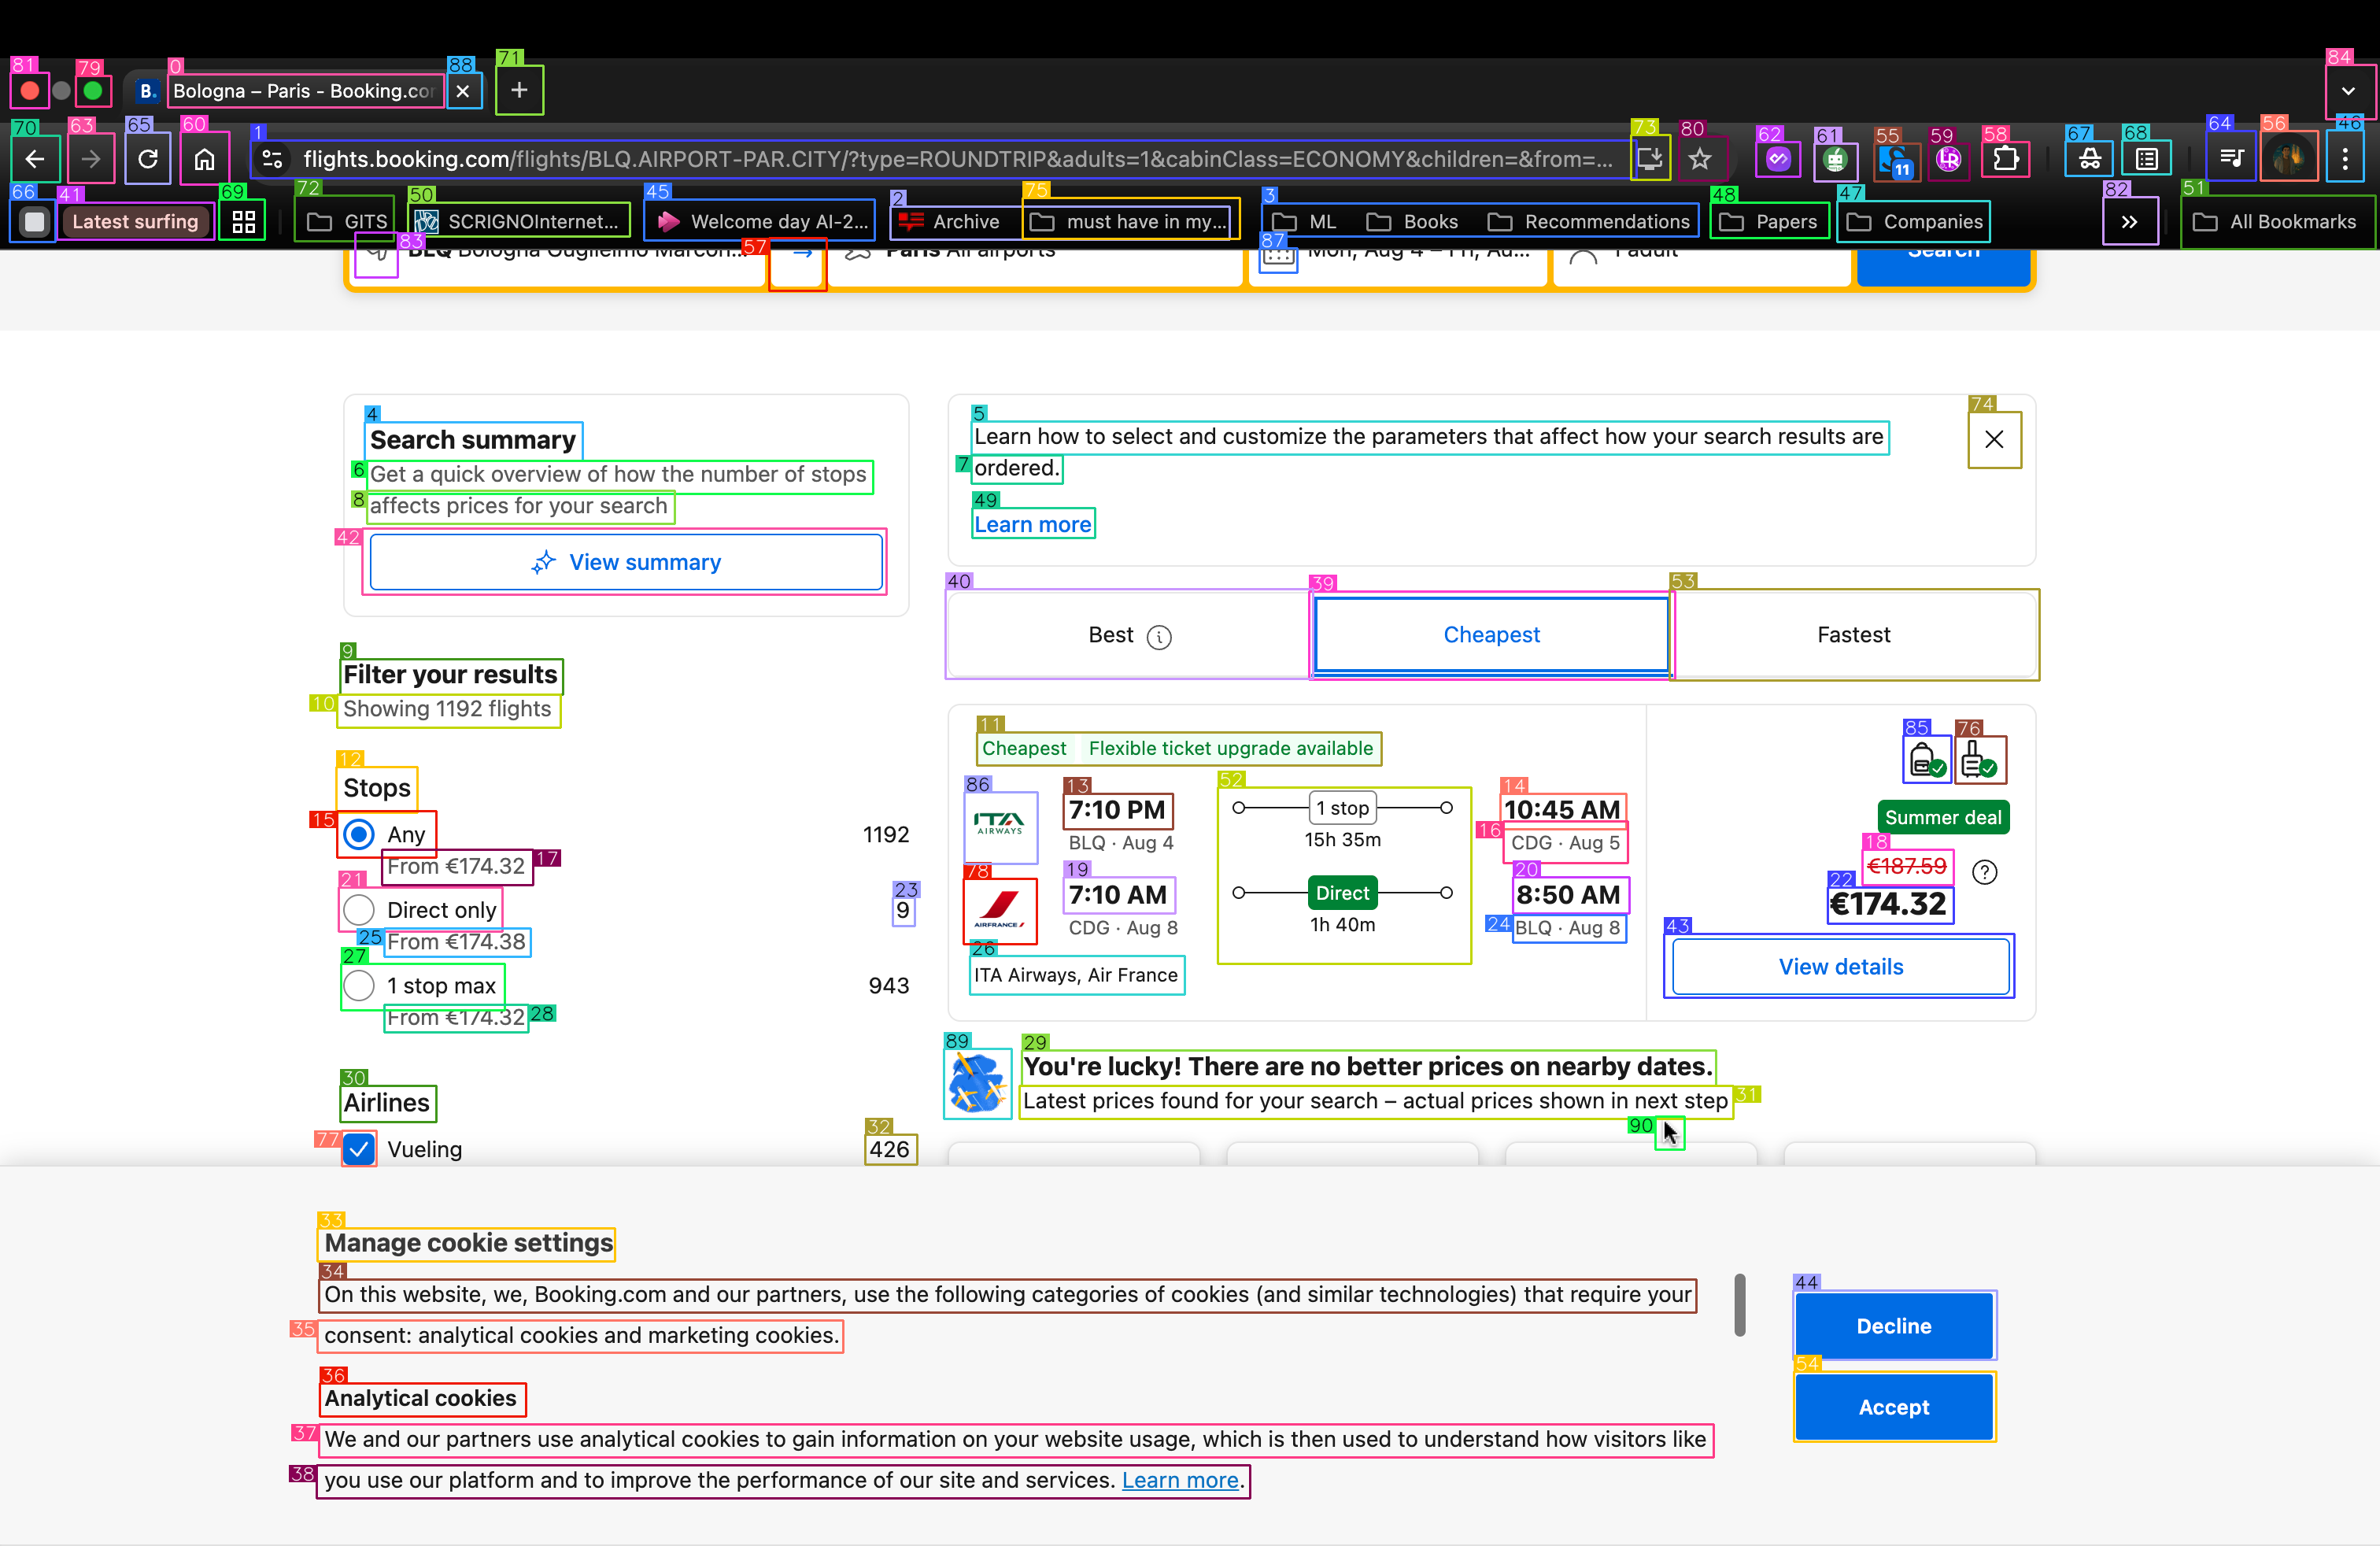 81 79 0 88 71 84
B. Bologna – Paris - Booking.co
70 63 65 60 1 73 80 62 61 55 59 58 67 68 64 56 46
flights.booking.com/flights/BLQ.AIRPORT-PAR.CITY/?type=ROUNDTRIP&adults=1&cabinClass=ECONOMY&children=&from=... 11
66 41 69 72 50 45 2 75 3 48 47 82 51
Latest surfing GITS SCRIGNOInternet... Welcome day AI-2... Archive must have in my... ML Books Recommendations Papers Companies » All Bookmarks
83 57 87
BLQ Bologna Guglielmo Marcon... Paris All airports Mon, Aug 4 – Fri, Au... 1 adult Search
4
Search summary
6 Get a quick overview of how the number of stops
8 affects prices for your search
42 View summary
5 74
Learn how to select and customize the parameters that affect how your search results are
7 ordered.
49
Learn more
40 39 53
Best Cheapest Fastest
9
Filter your results
10 Showing 1192 flights
12
Stops
15 Any 1192
From €174.32 17
21 23
Direct only 9
25 From €174.38
27
1 stop max 943
From €174.32 28
30
Airlines
32
77 Vueling 426
11
Cheapest Flexible ticket upgrade available
85 76
86 13 52 14
ITA AIRWAYS 7:10 PM 1 stop 10:45 AM
BLQ · Aug 4 15h 35m 16 CDG · Aug 5
78 19 20
AIRFRANCE 7:10 AM Direct 8:50 AM
CDG · Aug 8 1h 40m 24 BLQ · Aug 8
26
ITA Airways, Air France
Summer deal
18
€187.59 ?
22 €174.32
43
View details
89 29
You're lucky! There are no better prices on nearby dates.
Latest prices found for your search – actual prices shown in next step 31
90
33
Manage cookie settings
34
On this website, we, Booking.com and our partners, use the following categories of cookies (and similar technologies) that require your
35 consent: analytical cookies and marketing cookies.
36
Analytical cookies
37 We and our partners use analytical cookies to gain information on your website usage, which is then used to understand how visitors like
38 you use our platform and to improve the performance of our site and services. Learn more.
44
Decline
54
Accept